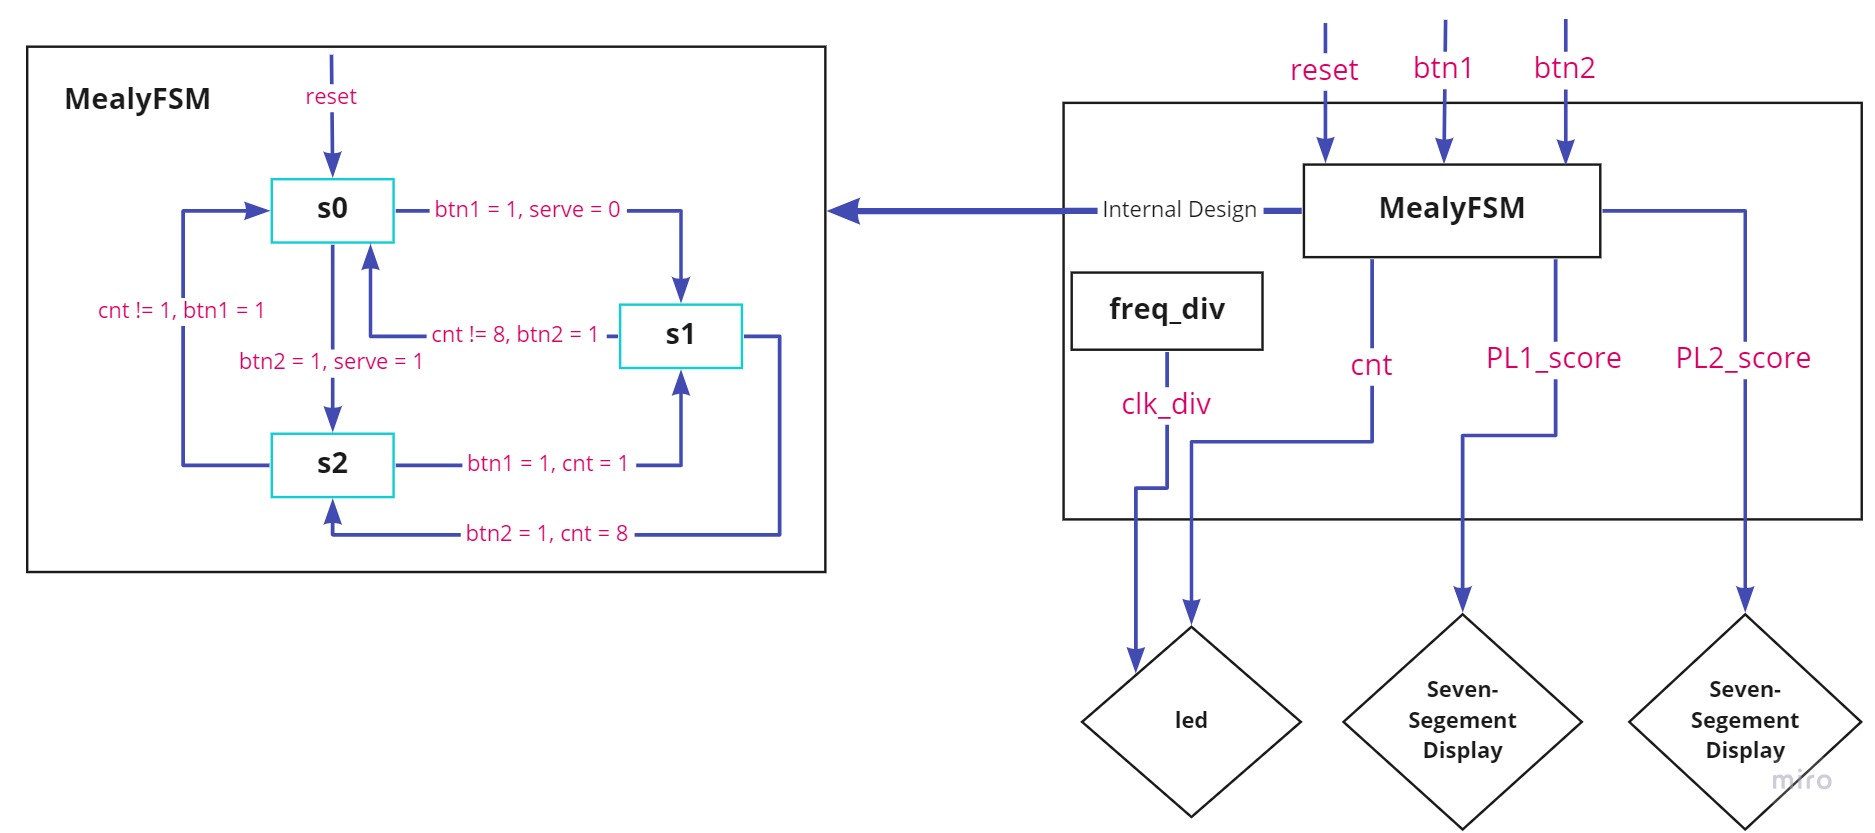 MealyFSM
reset
s0
btn1 = 1, serve = 0
cnt != 1, btn1 = 1
cnt != 8, btn2 = 1
s1
btn2 = 1, serve = 1
s2
btn1 = 1, cnt = 1
btn2 = 1, cnt = 8
reset
btn1
btn2
Internal Design
MealyFSM
freq_div
clk_div
cnt
PL1_score
PL2_score
led
Seven-
Segement
Display
Seven-
Segement
Display
miro